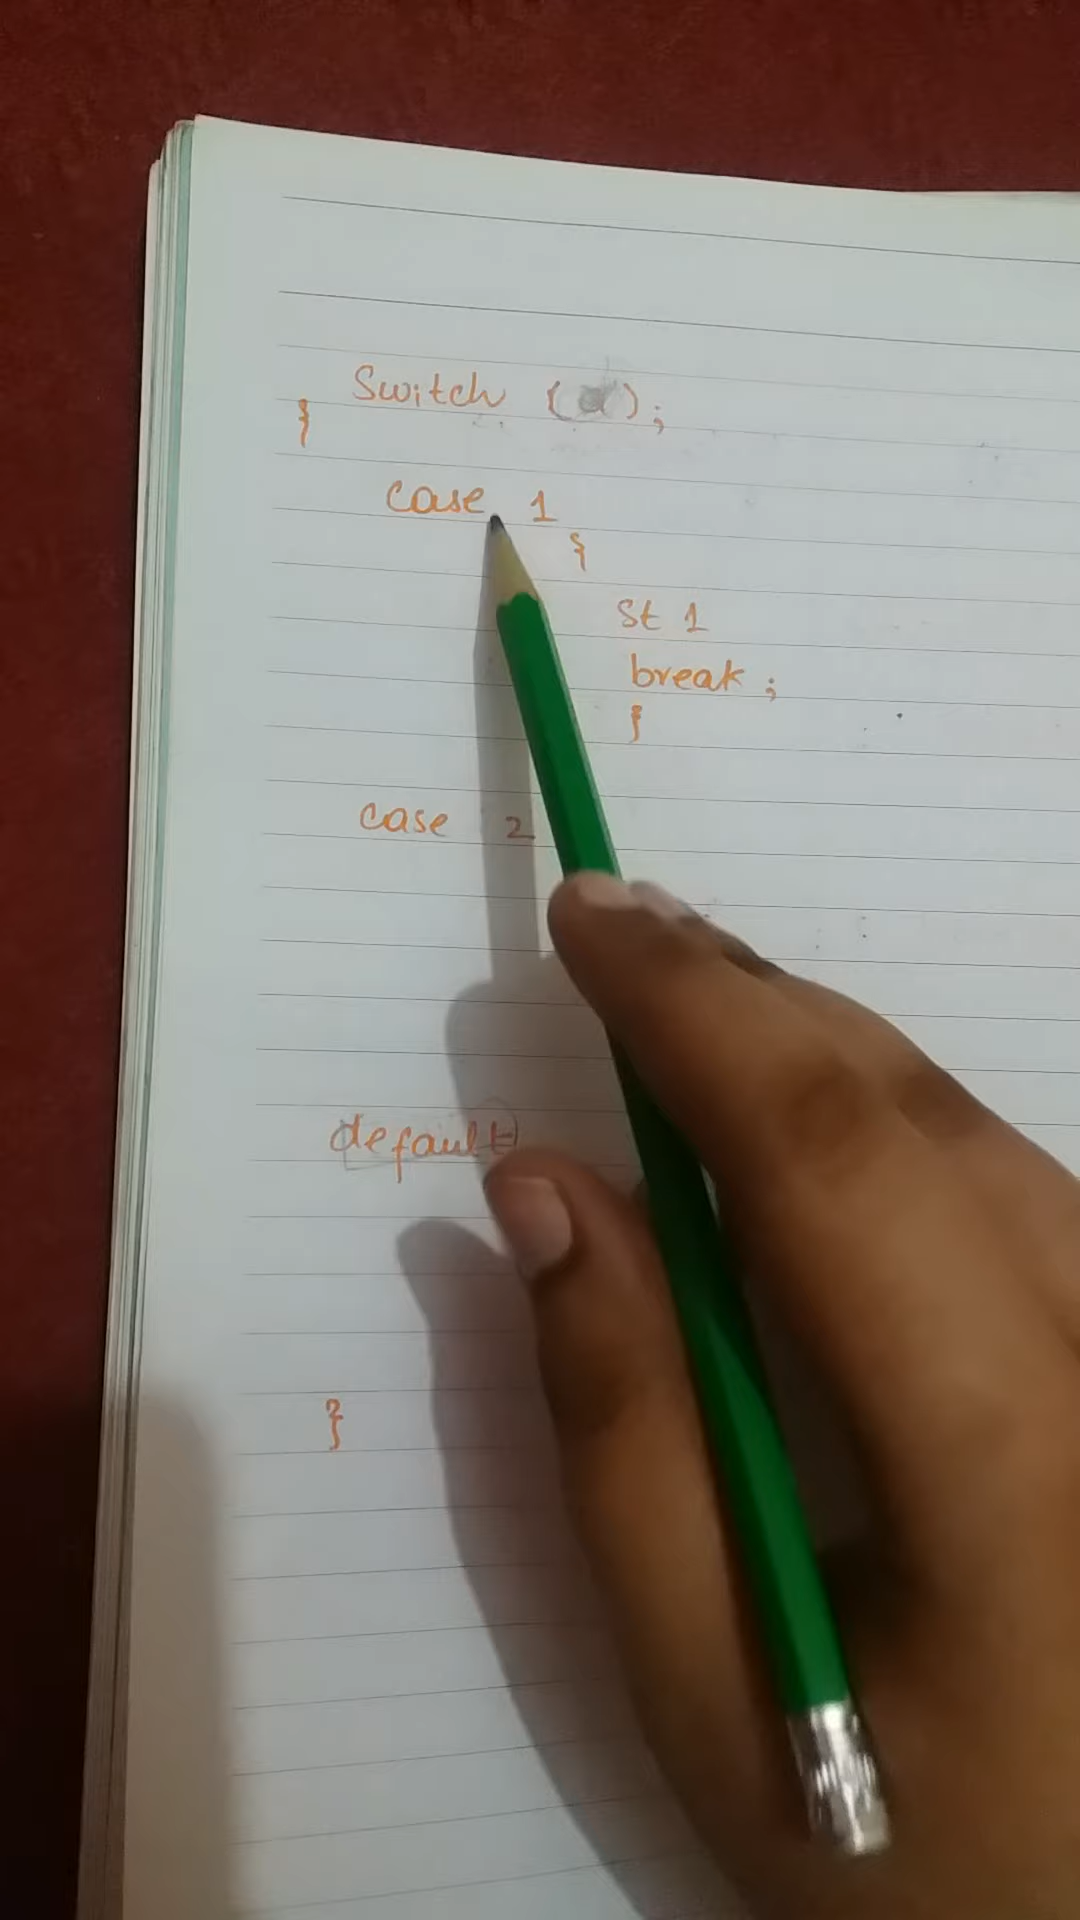 Switch (a);
}
case 1
{
St 1
break;
}
case 2
default
}